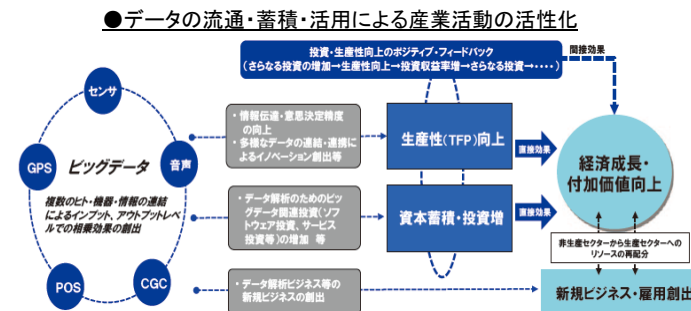 ●データの流通・蓄積・活用による産業活動の活性化
投資・生産性向上のポジティブ・フィードバック
(さらなる投資の増加→生産性向上→投資収益率増→さらなる投資→・・・・)
間接効果
センサ
GPS
ビッグデータ
音声
複数のヒト・機器・情報の連結
によるインプット、アウトプットレベ
ルでの相乗効果の創出
POS
CGC
・情報伝達・意思決定精度
の向上
・多様なデータの連結・連携に
よるイノベーション創出等
生産性(TFP)向上
直接効果
経済成長・
付加価値向上
・データ解析のためのビッ
グデータ関連投資(ソフ
トウェア投資、サービス
投資等)の増加 等
資本蓄積・投資増
直接効果
非生産セクターから生産セクターへの
リソースの再配分
・データ解析ビジネス等の
新規ビジネスの創出
新規ビジネス・雇用創出